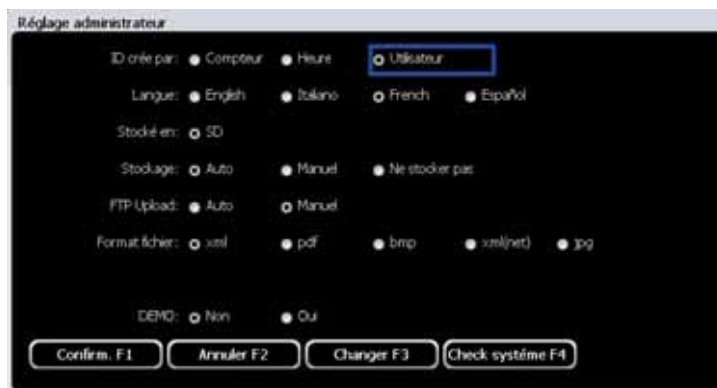 Réglage administrateur
ID crée par: Compteur Heure Utilisateur
Langue: English Italiano French Español
Stocké en: SD
Stockage: Auto Manuel Ne stocker pas
FTP Upload: Auto Manuel
Format fichier: xml pdf bmp xml(net) jpg
DEMO: Non Oui
Confirm. F1 Annuler F2 Changer F3 Check systéme F4